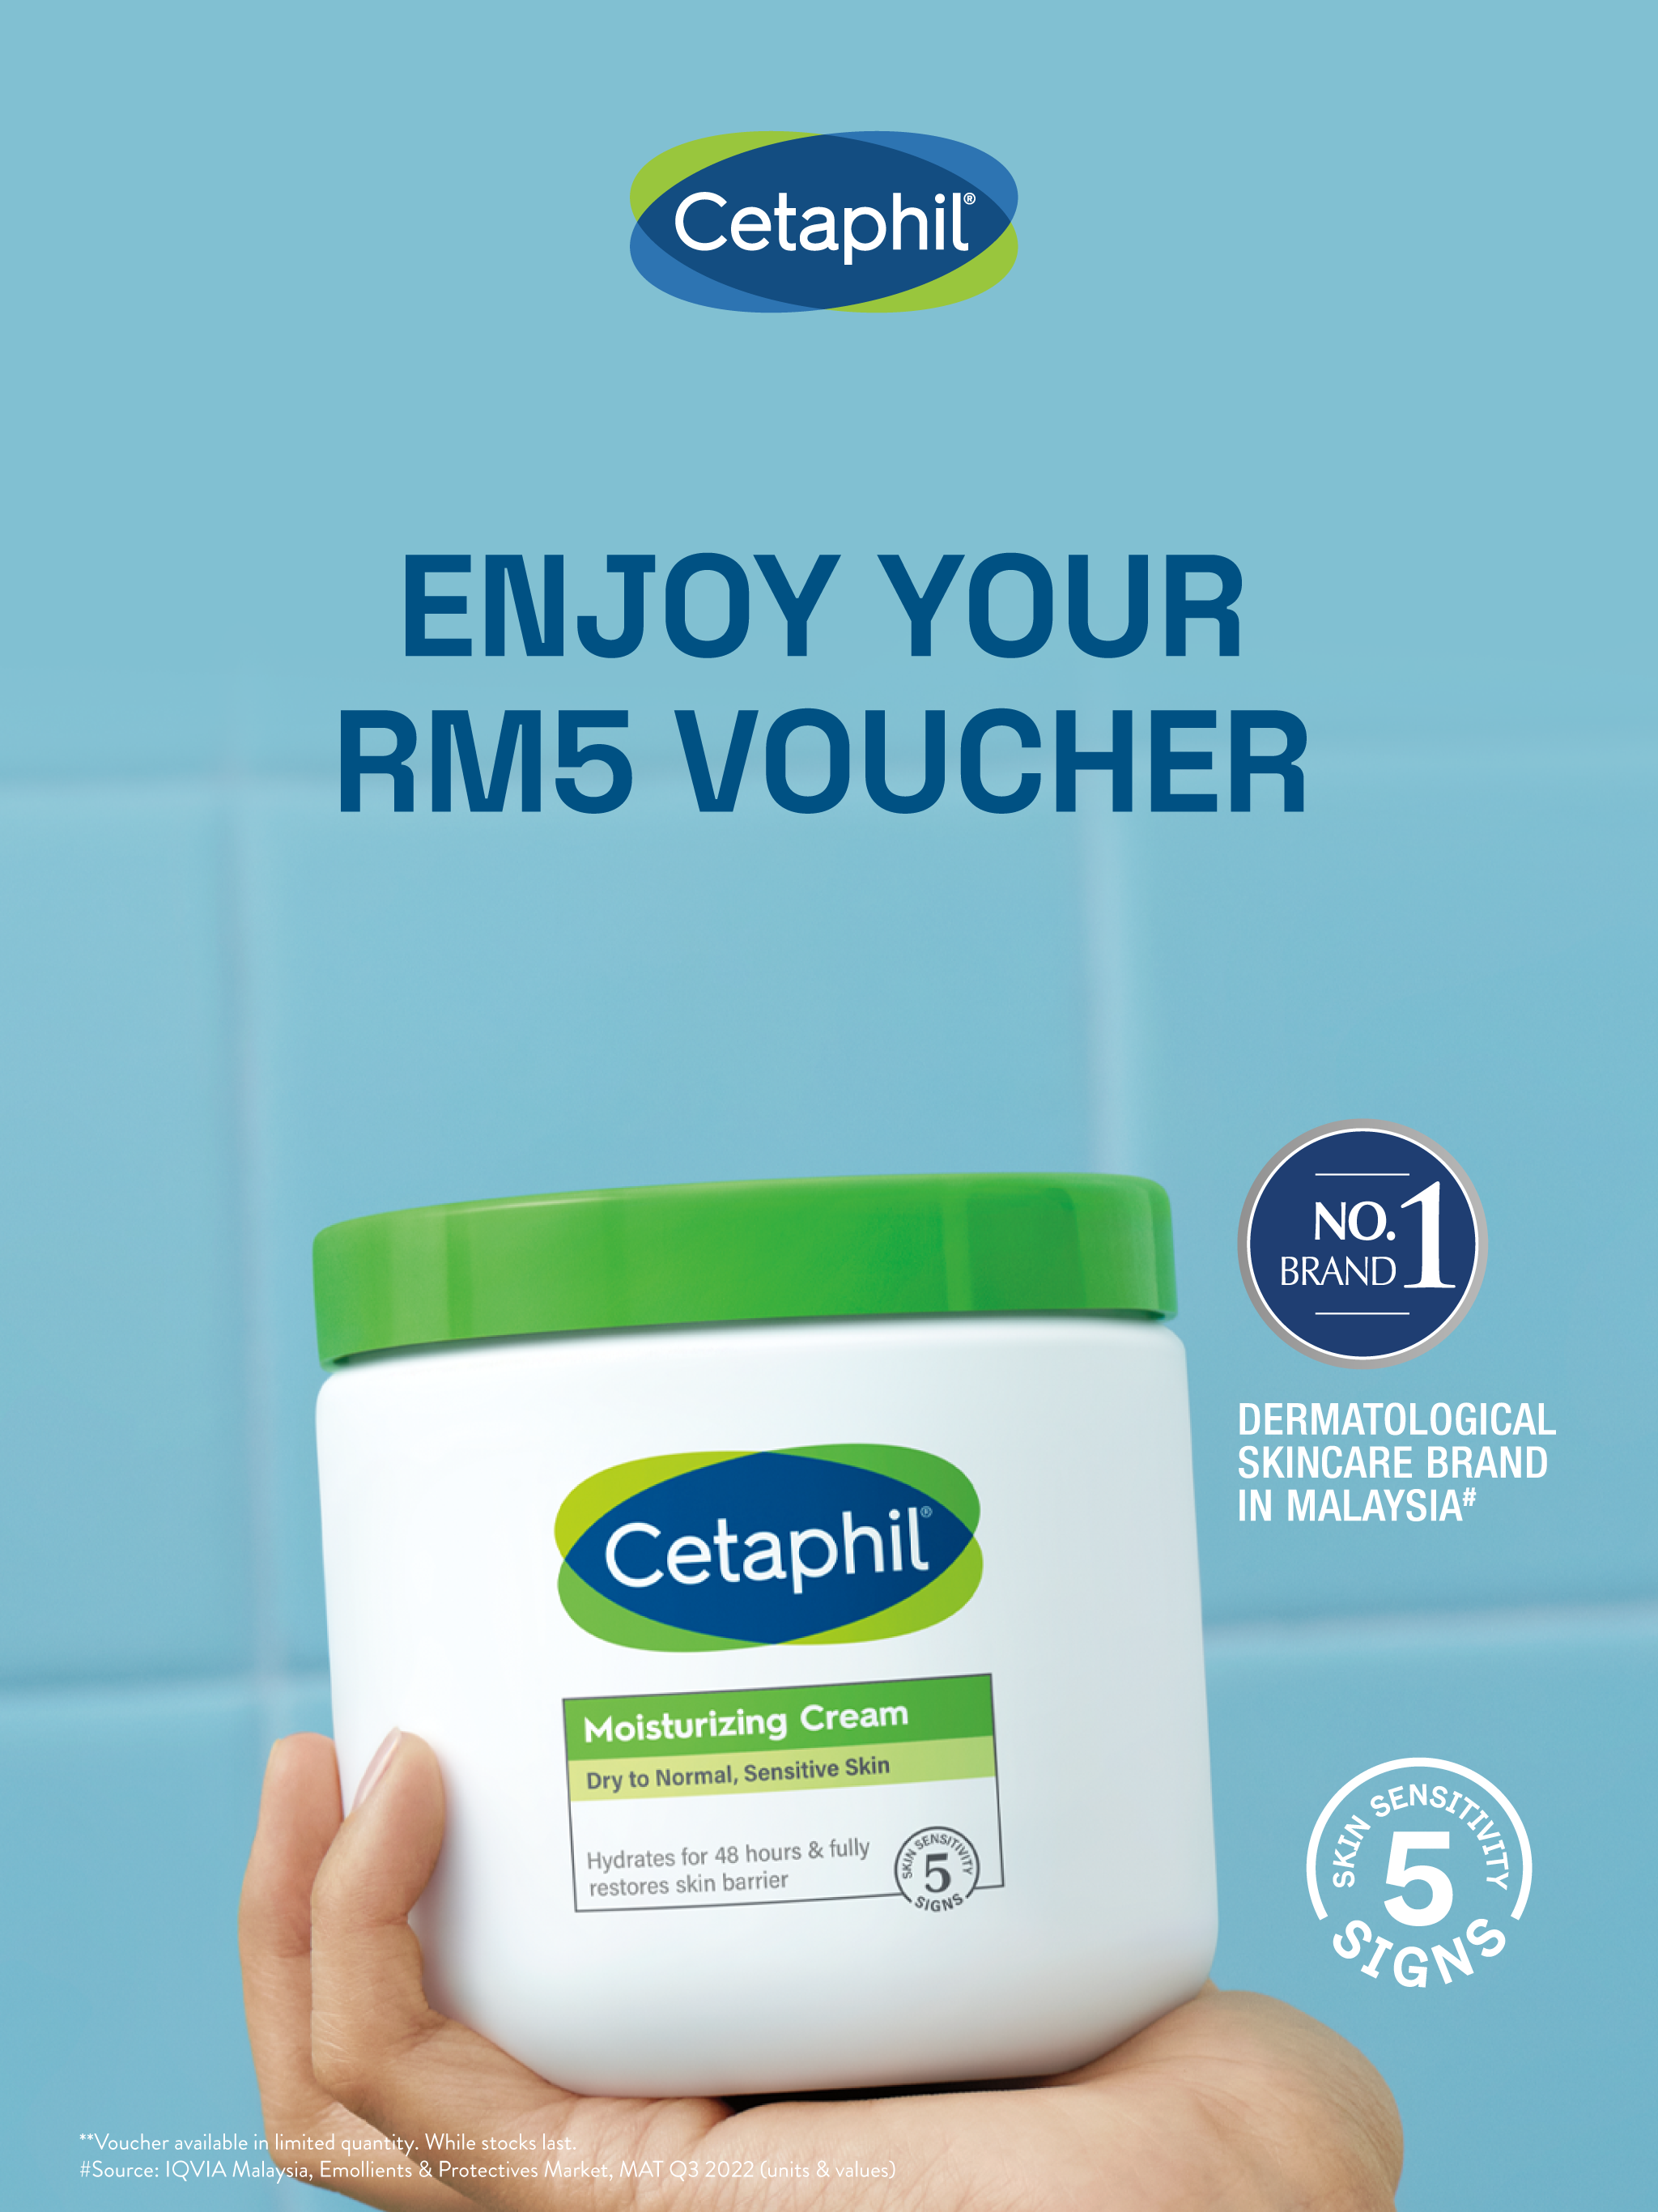 Cetaphil®
ENJOY YOUR
RM5 VOUCHER
NO.1
BRAND
DERMATOLOGICAL
SKINCARE BRAND
IN MALAYSIA#
Cetaphil®
Moisturizing Cream
Dry to Normal, Sensitive Skin
Hydrates for 48 hours & fully
restores skin barrier
SKIN SENSITIVITY
5
SIGNS
SKIN SENSITIVITY
5
SIGNS
**Voucher available in limited quantity. While stocks last.
#Source: IQVIA Malaysia, Emollients & Protectives Market, MAT Q3 2022 (units & values)